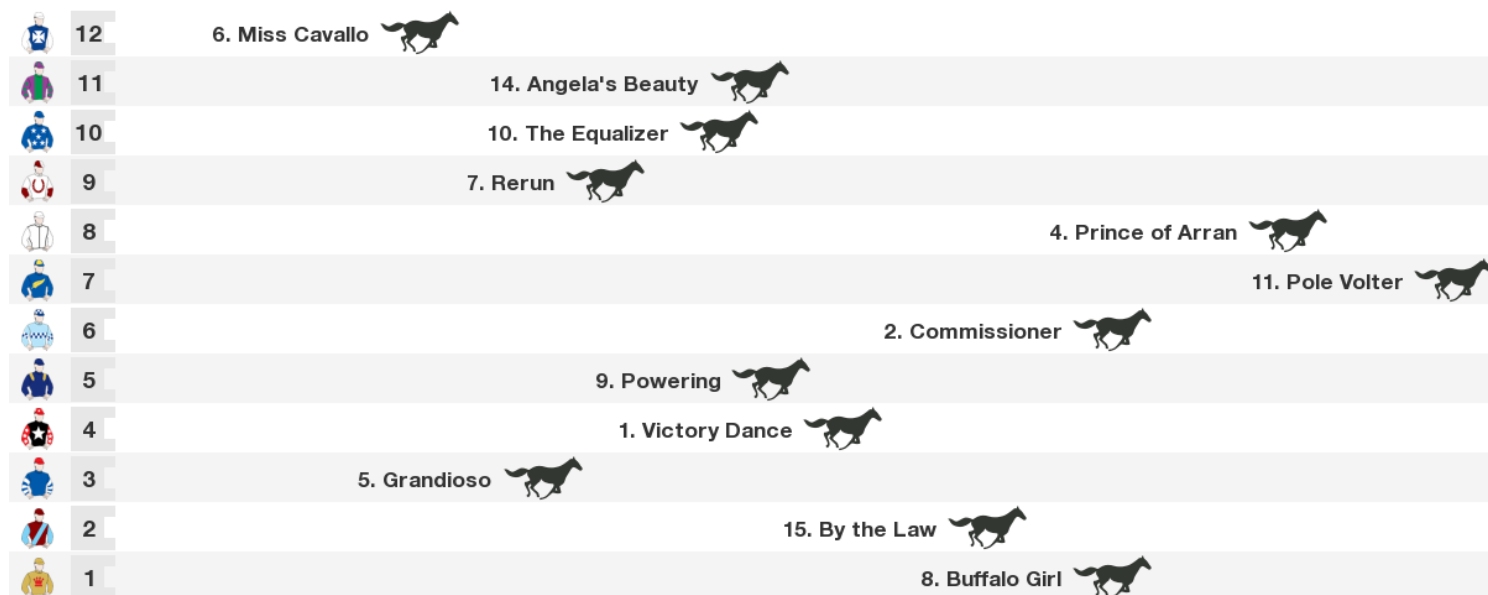 12 6. Miss Cavallo
11 14. Angela's Beauty
10 10. The Equalizer
9 7. Rerun
8 4. Prince of Arran
7 11. Pole Volter
6 2. Commissioner
5 9. Powering
4 1. Victory Dance
3 5. Grandioso
2 15. By the Law
1 8. Buffalo Girl